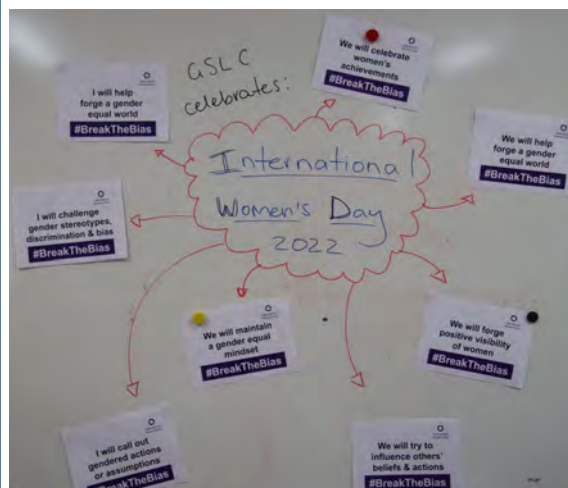 GSLC
celebrates:
International
Women's Day
2022
We will celebrate
women's
achievements
#BreakTheBias
I will help
forge a gender
equal world
#BreakTheBias
We will help
forge a gender
equal world
#BreakTheBias
I will challenge
gender stereotypes,
discrimination & bias
#BreakTheBias
We will maintain
a gender equal
mindset
#BreakTheBias
We will forge
positive visibility
of women
#BreakTheBias
I will call out
gendered actions
or assumptions
#BreakTheBias
We will try to
influence others'
beliefs & actions
#BreakTheBias